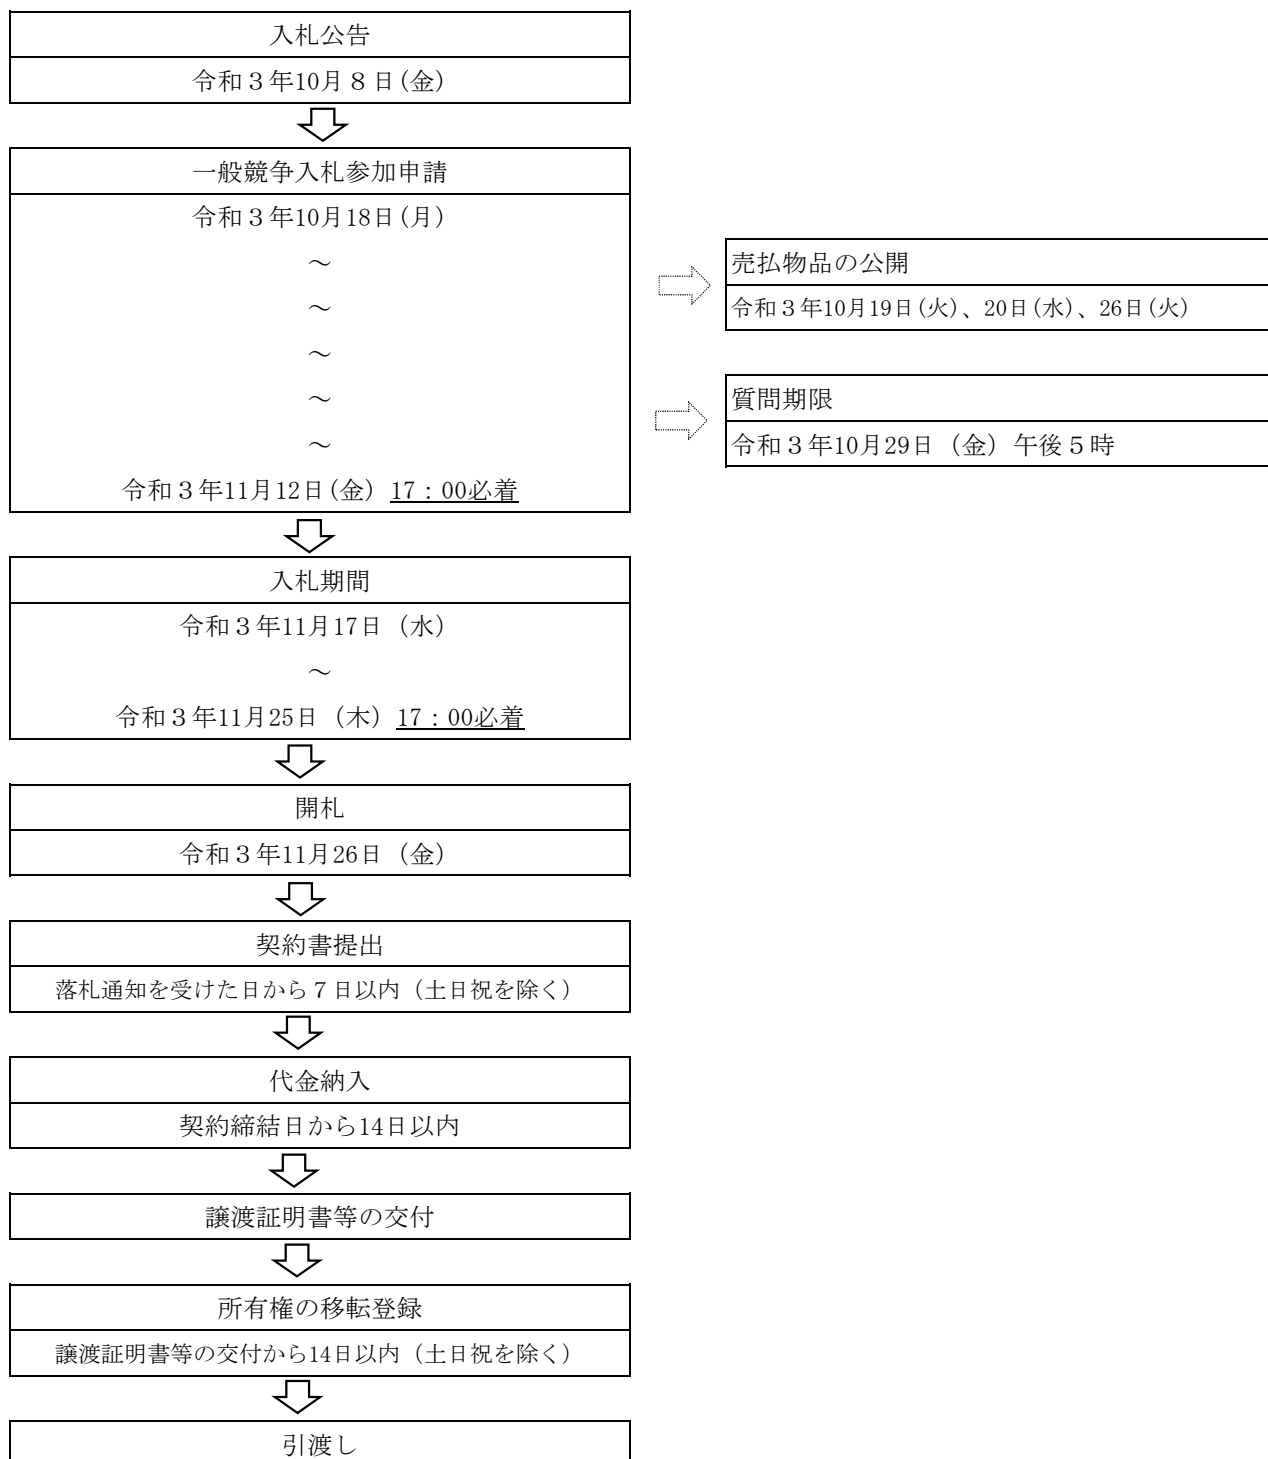 入札公告
令和３年10月８日(金)
一般競争入札参加申請
令和３年10月18日(月)
～
～
～
～
～
令和３年11月12日(金) 17：00必着
売払物品の公開
令和３年10月19日(火)、20日(水)、26日(火)
質問期限
令和３年10月29日（金）午後５時
入札期間
令和３年11月17日（水）
～
令和３年11月25日（木）17：00必着
開札
令和３年11月26日（金）
契約書提出
落札通知を受けた日から７日以内（土日祝を除く）
代金納入
契約締結日から14日以内
譲渡証明書等の交付
所有権の移転登録
譲渡証明書等の交付から14日以内（土日祝を除く）
引渡し